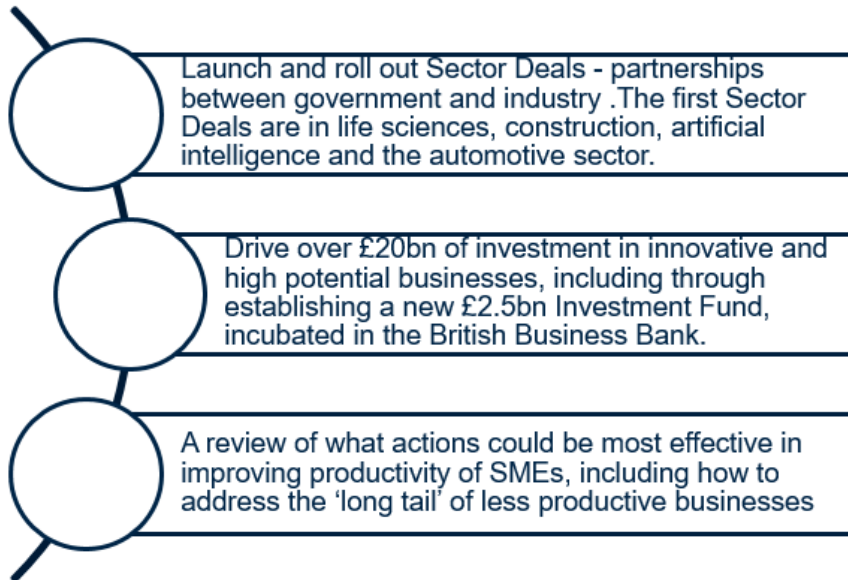 Launch and roll out Sector Deals - partnerships
between government and industry .The first Sector
Deals are in life sciences, construction, artificial
intelligence and the automotive sector.
Drive over £20bn of investment in innovative and
high potential businesses, including through
establishing a new £2.5bn Investment Fund,
incubated in the British Business Bank.
A review of what actions could be most effective in
improving productivity of SMEs, including how to
address the ‘long tail’ of less productive businesses